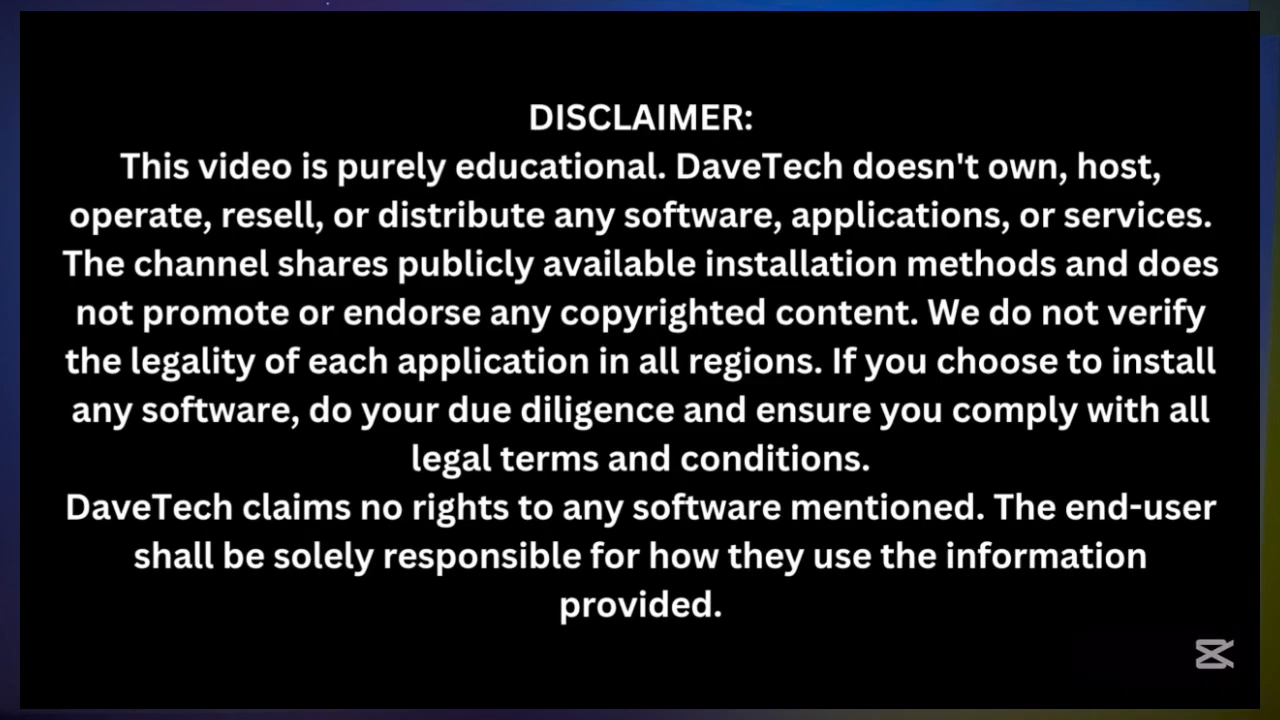 DISCLAIMER:
This video is purely educational. DaveTech doesn't own, host,
operate, resell, or distribute any software, applications, or services.
The channel shares publicly available installation methods and does
not promote or endorse any copyrighted content. We do not verify
the legality of each application in all regions. If you choose to install
any software, do your due diligence and ensure you comply with all
legal terms and conditions.
DaveTech claims no rights to any software mentioned. The end-user
shall be solely responsible for how they use the information
provided.